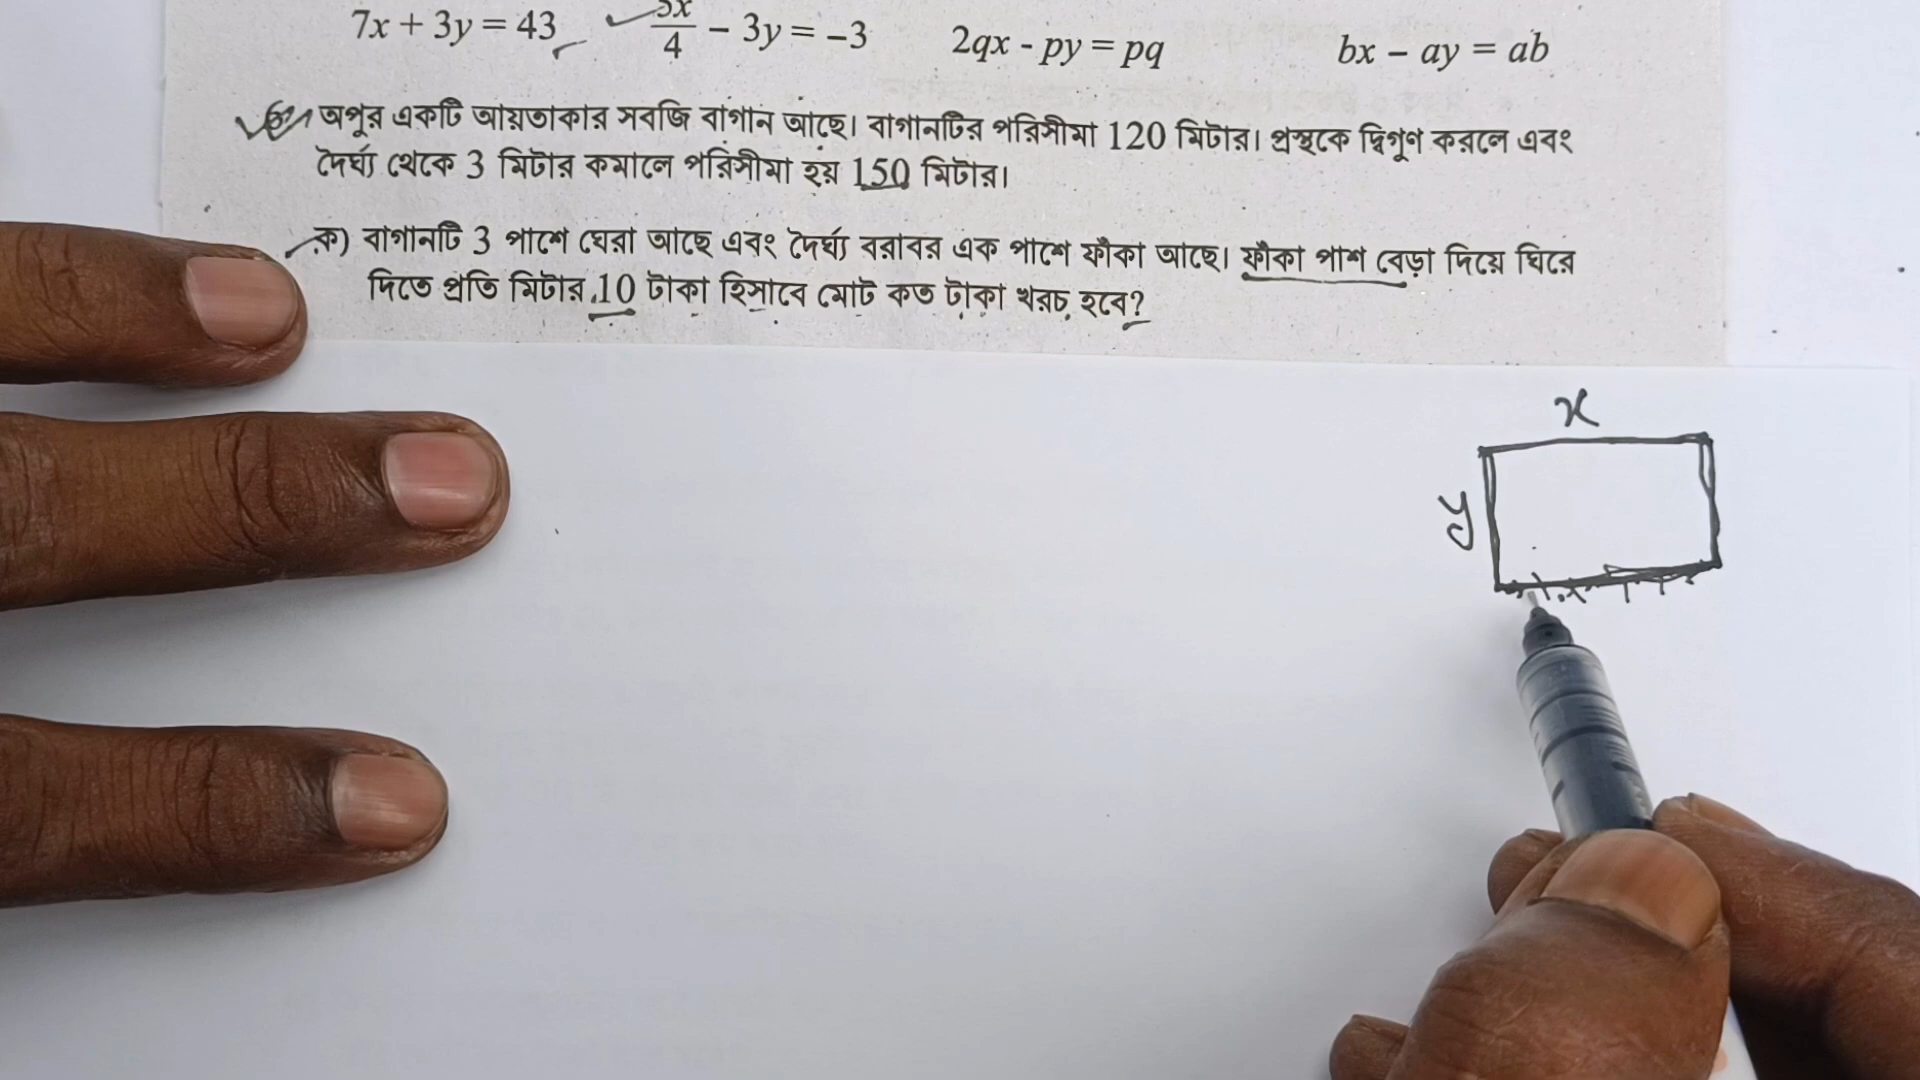 7x + 3y = 43 3x/4 − 3y = −3 2qx - py = pq bx − ay = ab
অপুর একটি আয়তাকার সবজি বাগান আছে। বাগানটির পরিসীমা 120 মিটার। প্রস্থকে দ্বিগুণ করলে এবং
দৈর্ঘ্য থেকে 3 মিটার কমালে পরিসীমা হয় 150 মিটার।
ক) বাগানটি 3 পাশে ঘেরা আছে এবং দৈর্ঘ্য বরাবর এক পাশে ফাঁকা আছে। ফাঁকা পাশ বেড়া দিয়ে ঘিরে
দিতে প্রতি মিটার 10 টাকা হিসাবে মোট কত টাকা খরচ হবে?
x
y